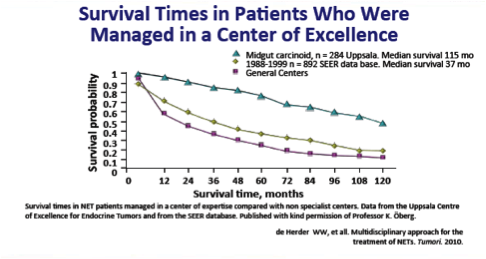 Survival Times in Patients Who Were
Managed in a Center of Excellence
Midgut carcinoid, n = 284 Uppsala. Median survival 115 mo
1988-1999 n = 892 SEER data base. Median survival 37 mo
General Centers
Survival probability
1
0.9
0.8
0.7
0.6
0.5
0.4
0.3
0.2
0.1
0
0 12 24 36 48 60 72 84 96 108 120
Survival time, months
Survival times in NET patients managed in a center of expertise compared with non specialist centers. Data from the Uppsala Centre
of Excellence for Endocrine Tumors and from the SEER database. Published with kind permission of Professor K. Öberg.
de Herder WW, et all. Multidisciplinary approach for the
treatment of NETs. Tumori. 2010.